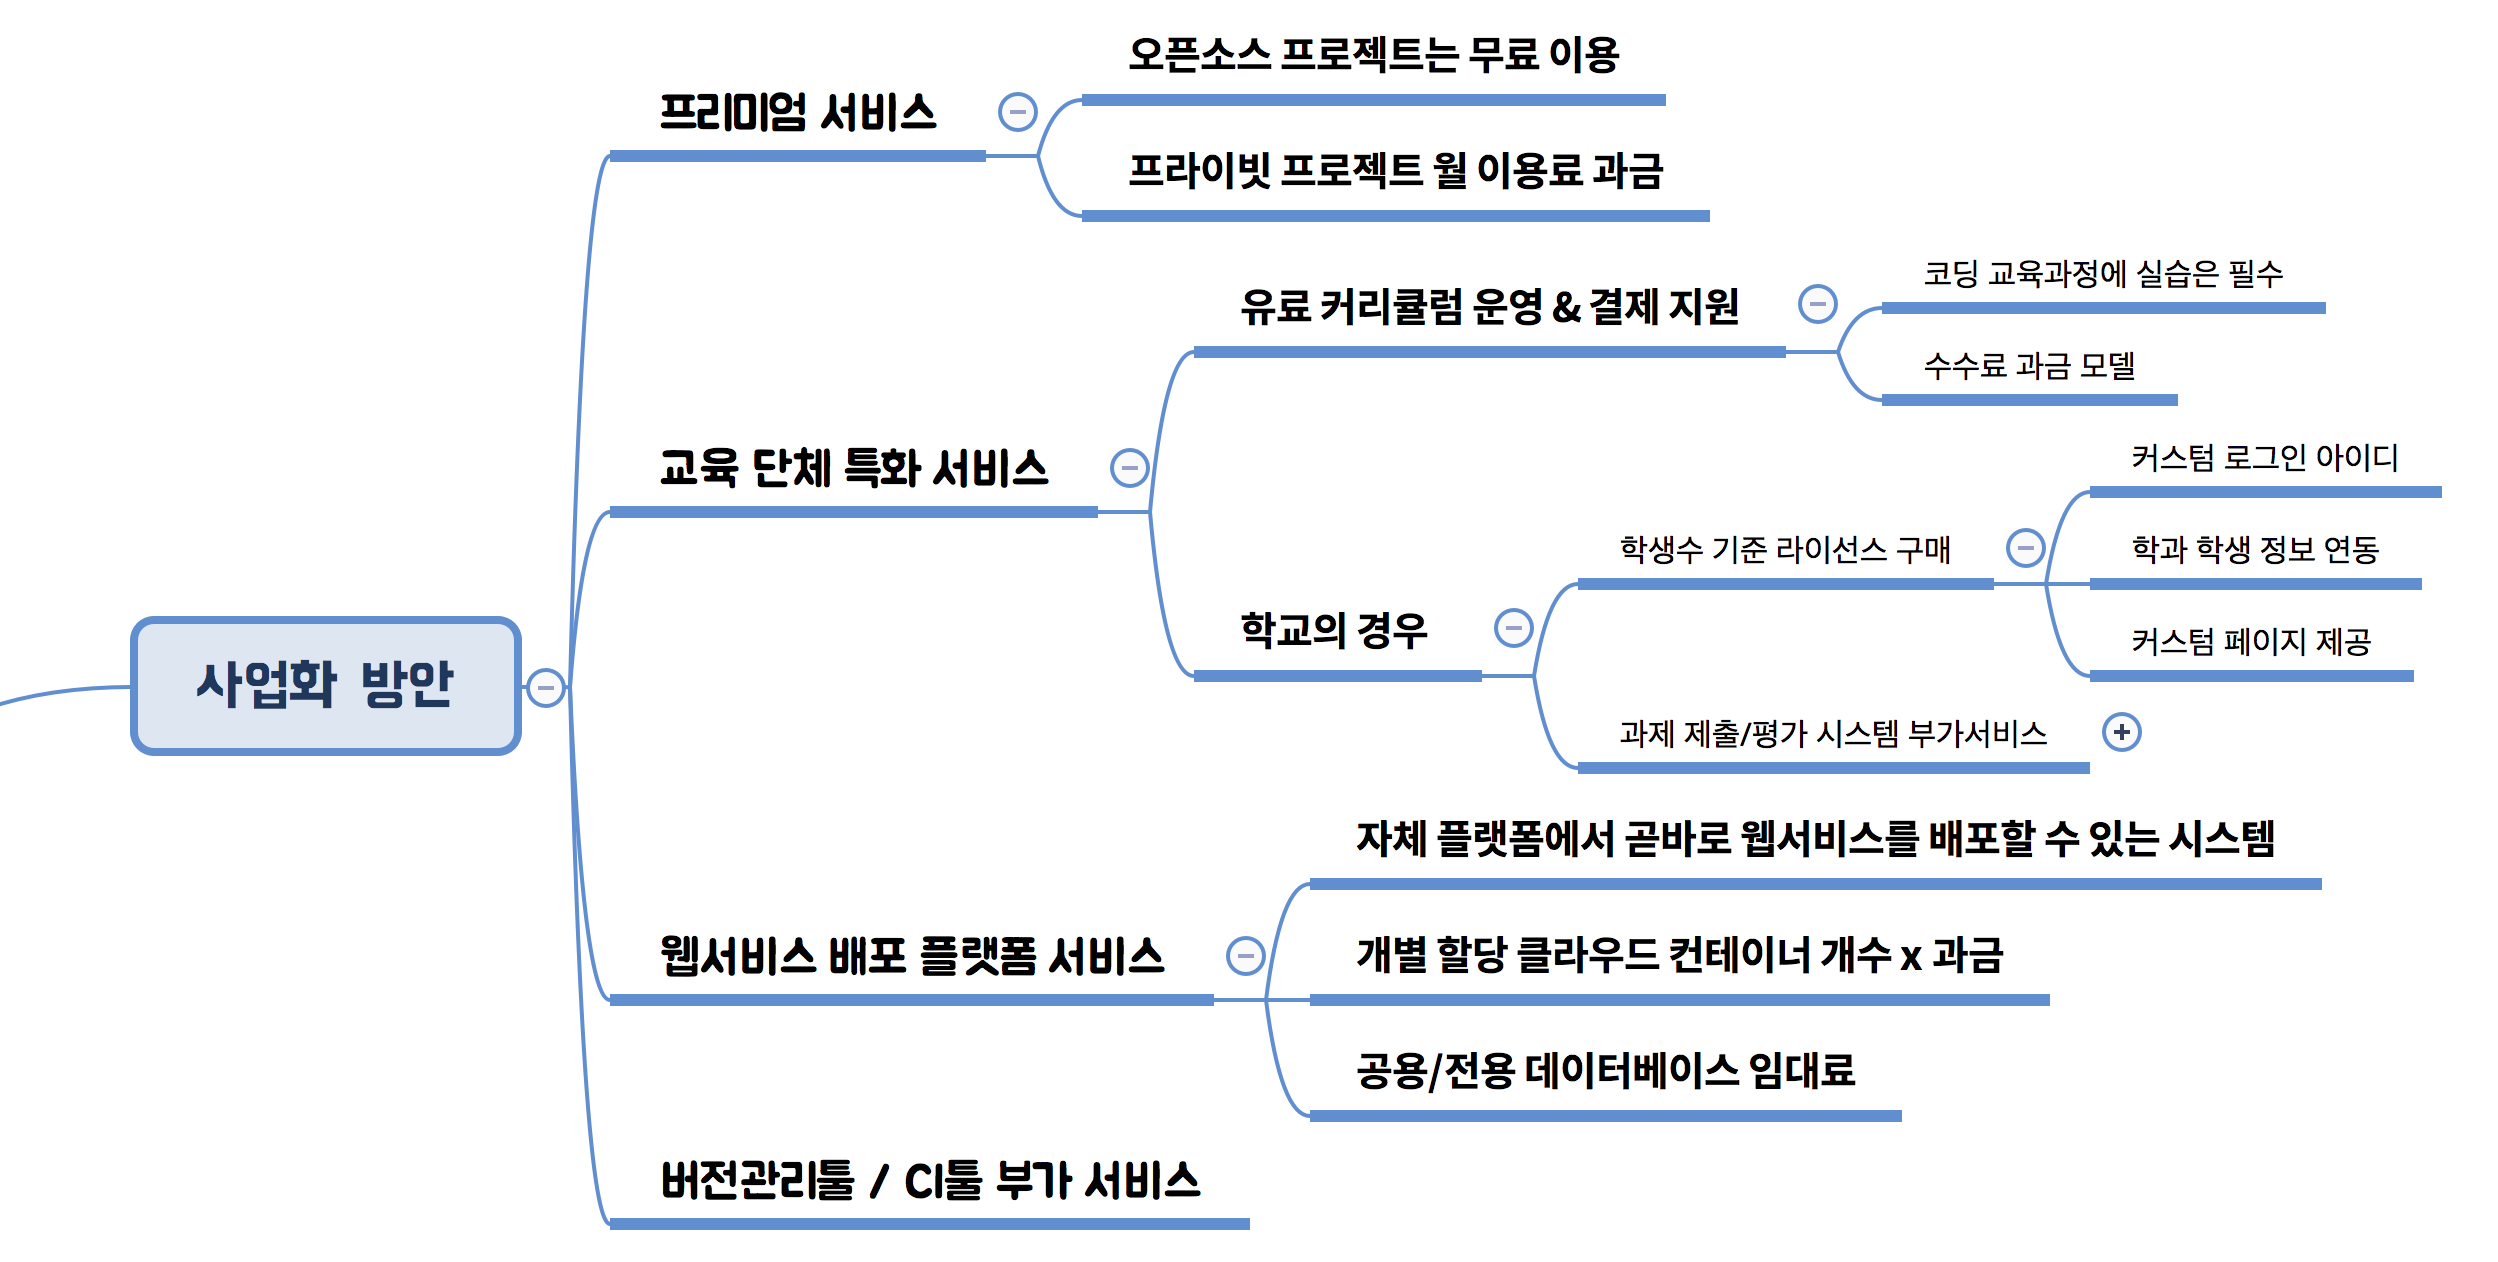 사업화 방안
프리미엄 서비스
오픈소스 프로젝트는 무료 이용
프라이빗 프로젝트 월 이용료 과금
교육 단체 특화 서비스
유료 커리큘럼 운영 & 결제 지원
코딩 교육과정에 실습은 필수
수수료 과금 모델
학교의 경우
학생수 기준 라이선스 구매
커스텀 로그인 아이디
학과 학생 정보 연동
커스텀 페이지 제공
과제 제출/평가 시스템 부가서비스
웹서비스 배포 플랫폼 서비스
자체 플랫폼에서 곧바로 웹서비스를 배포할 수 있는 시스템
개별 할당 클라우드 컨테이너 개수 x 과금
공용/전용 데이터베이스 임대료
버전관리툴 / CI툴 부가 서비스